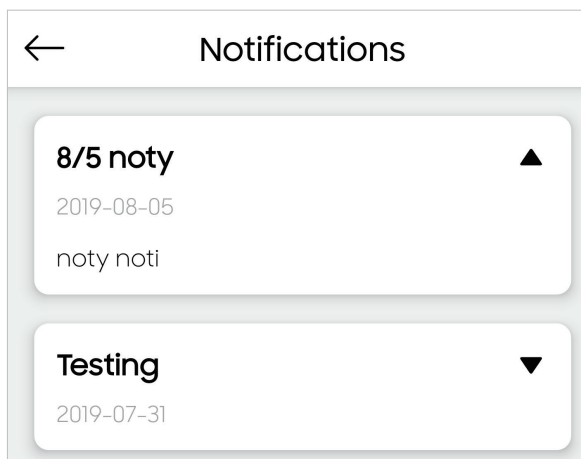 Notifications
8/5 noty
2019-08-05
noty noti
Testing
2019-07-31